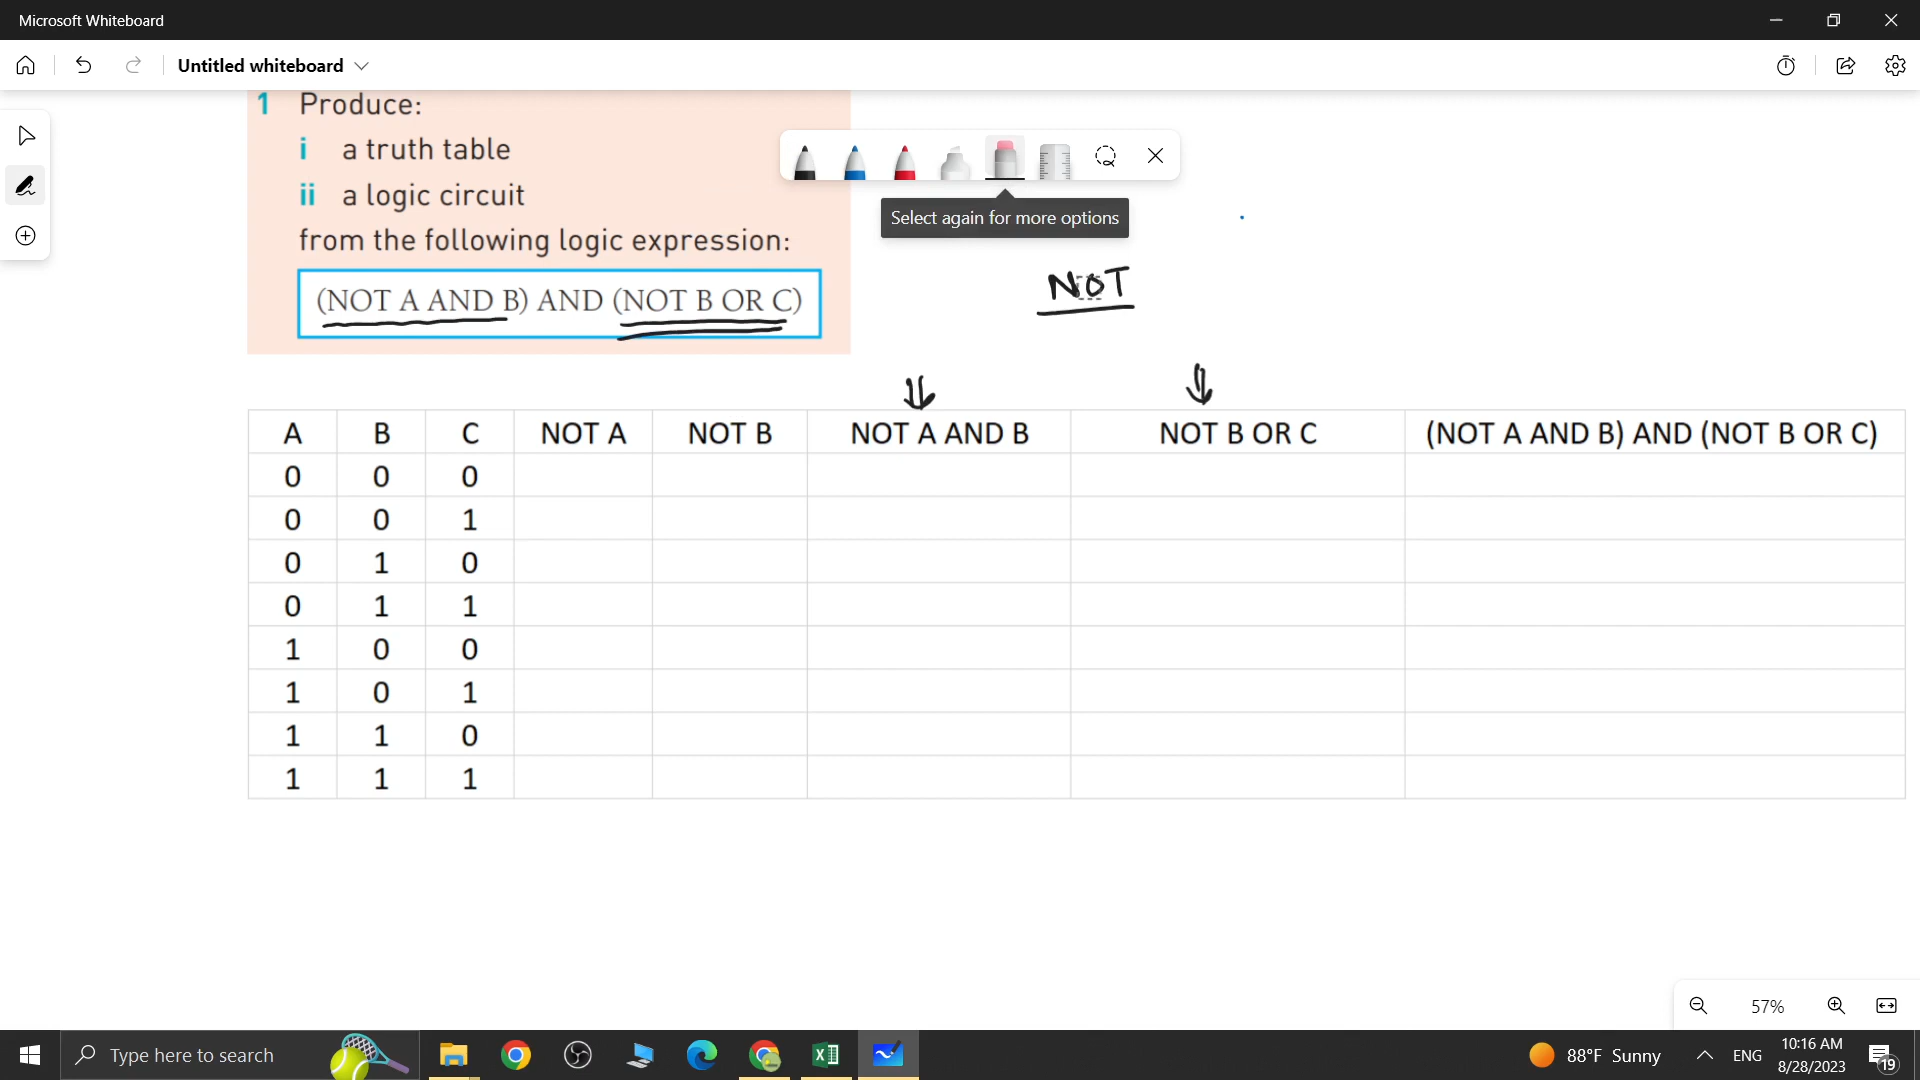 Microsoft Whiteboard
Untitled whiteboard
1 Produce:
i a truth table
ii a logic circuit
from the following logic expression:
(NOT A AND B) AND (NOT B OR C)
Select again for more options
NOT
A B C NOT A NOT B NOT A AND B NOT B OR C (NOT A AND B) AND (NOT B OR C)
0 0 0
0 0 1
0 1 0
0 1 1
1 0 0
1 0 1
1 1 0
1 1 1
57%
Type here to search
88°F Sunny
ENG
10:16 AM
8/28/2023
19